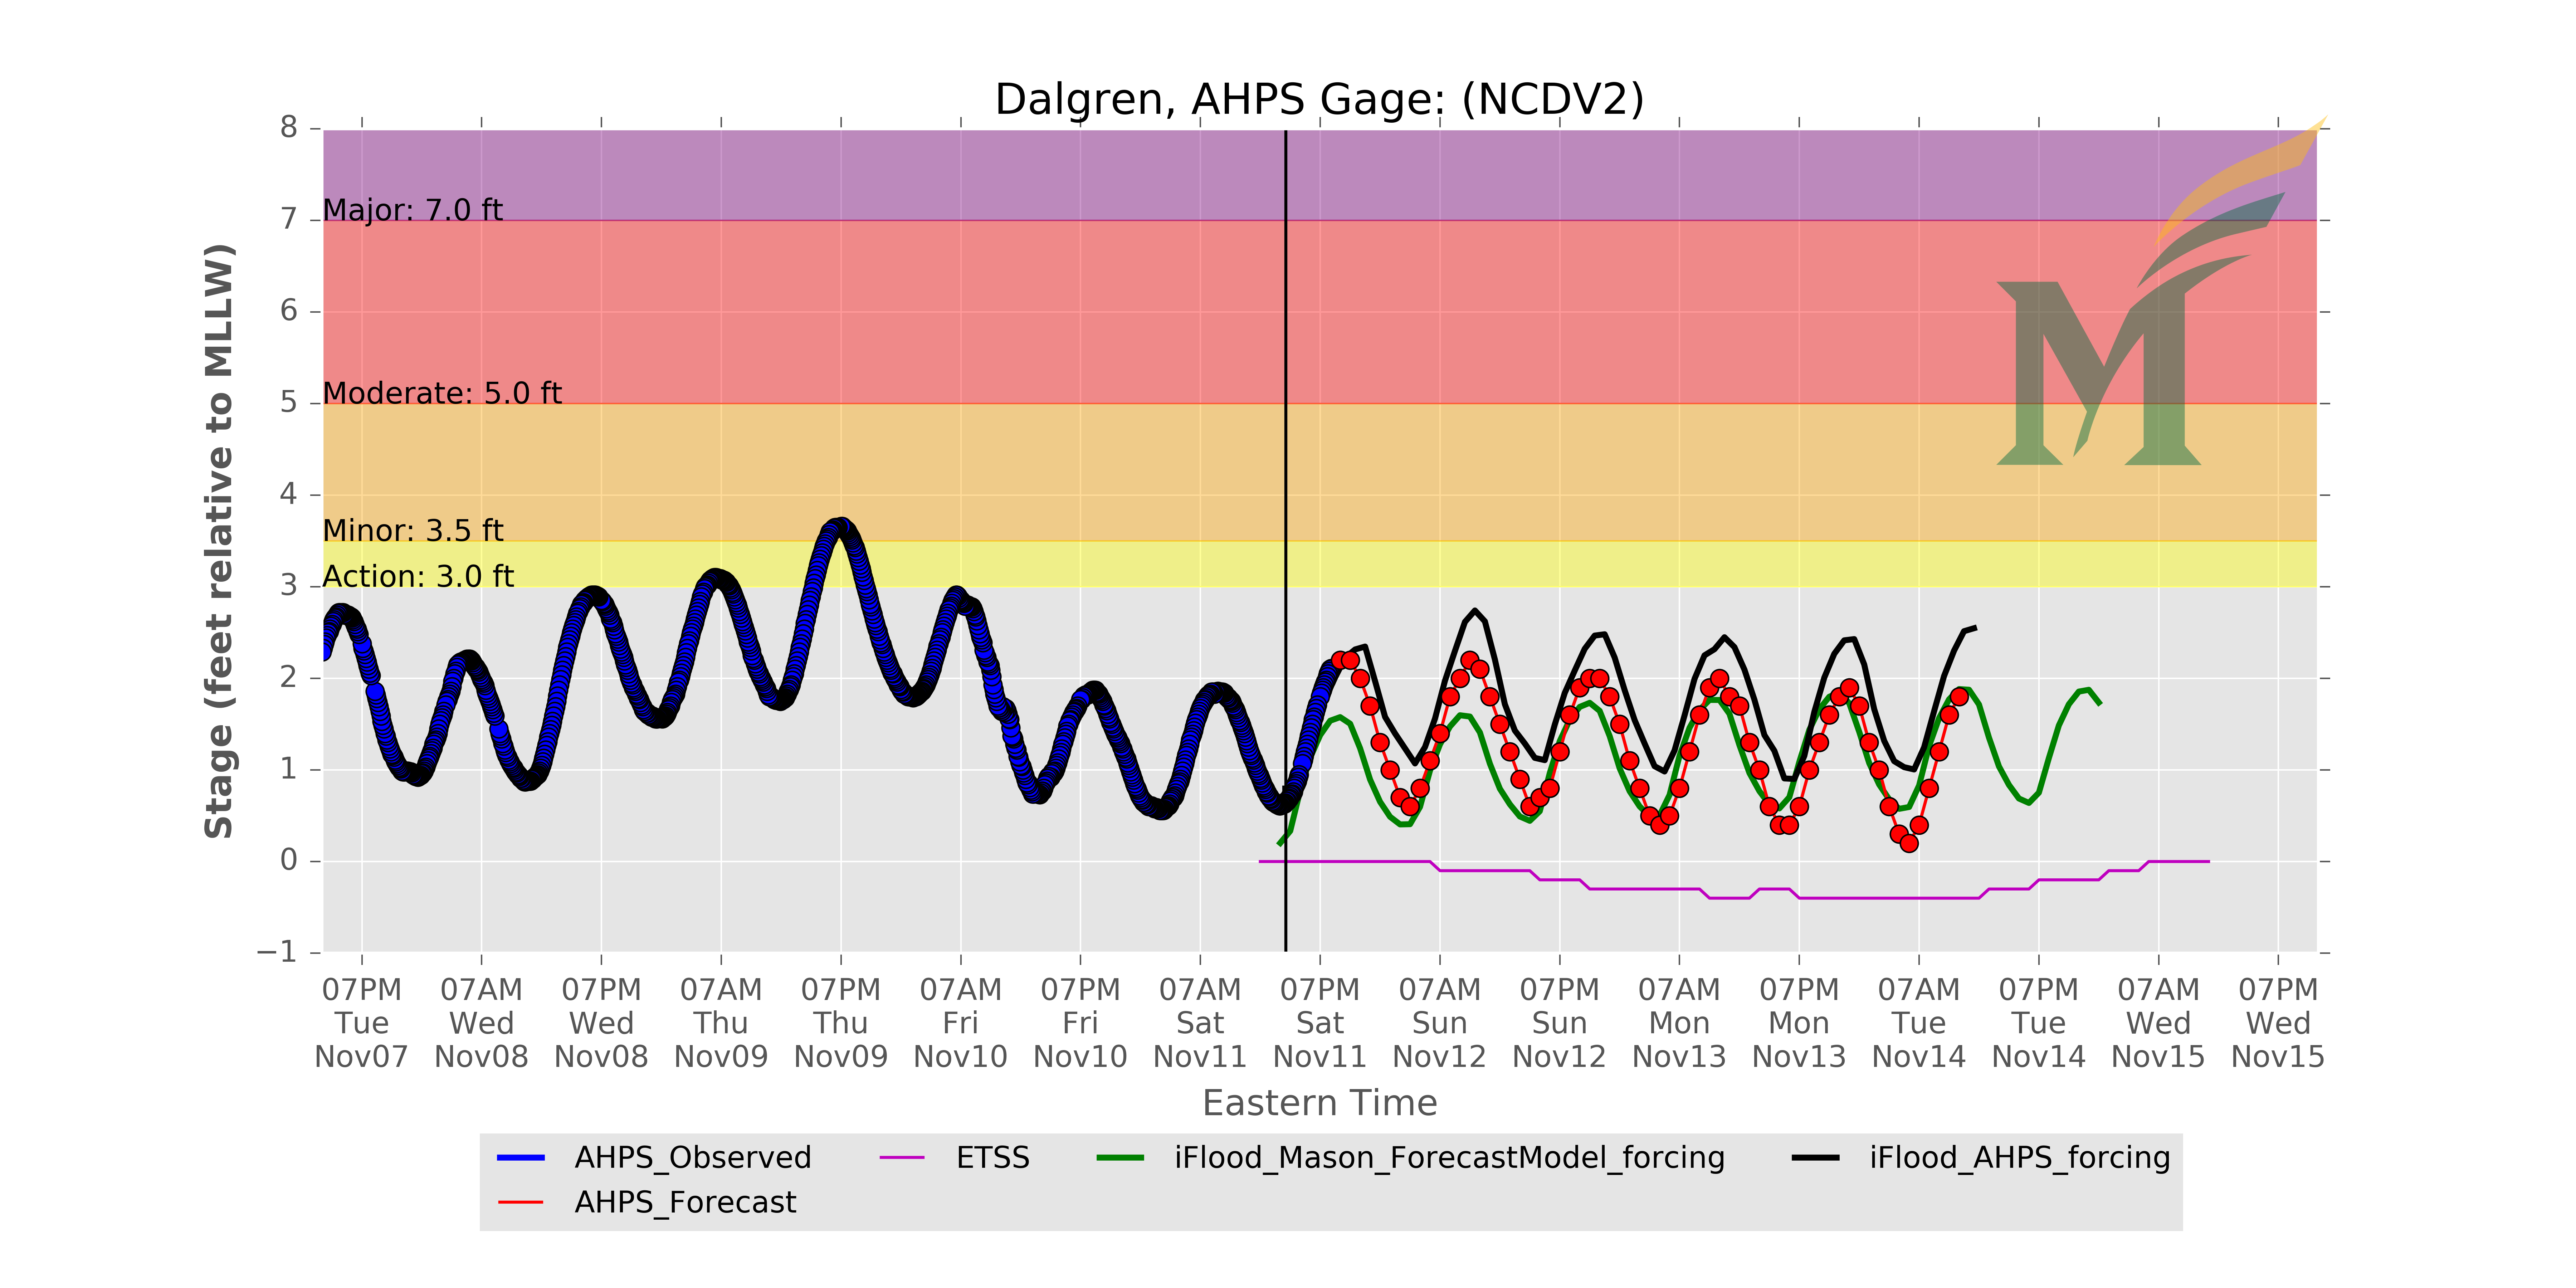 Dalgren, AHPS Gage: (NCDV2)
Stage (feet relative to MLLW)
8
7
6
5
4
3
2
1
0
−1
Major: 7.0 ft
Moderate: 5.0 ft
Minor: 3.5 ft
Action: 3.0 ft
M
07PM 07AM 07PM 07AM 07PM 07AM 07PM 07AM 07PM 07AM 07PM 07AM 07PM 07AM 07PM 07AM 07PM
Tue Wed Wed Thu Thu Fri Fri Sat Sat Sun Sun Mon Mon Tue Tue Wed Wed
Nov07 Nov08 Nov08 Nov09 Nov09 Nov10 Nov10 Nov11 Nov11 Nov12 Nov12 Nov13 Nov13 Nov14 Nov14 Nov15 Nov15
Eastern Time
AHPS_Observed ETSS iFlood_Mason_ForecastModel_forcing iFlood_AHPS_forcing
AHPS_Forecast